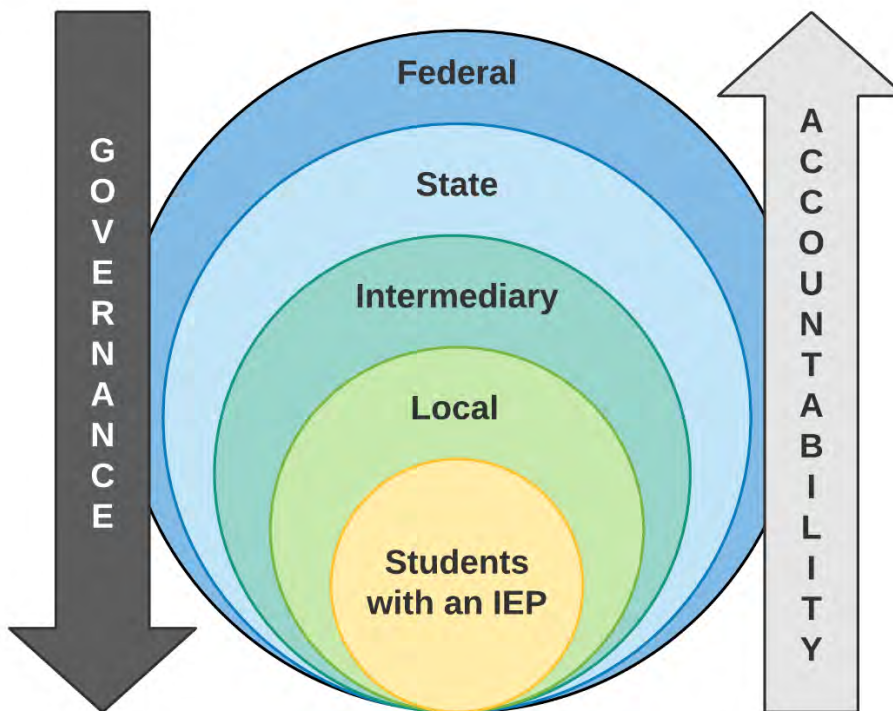 GOVERNANCE
Federal
State
Intermediary
Local
Students
with an IEP
ACCOUNTABILITY